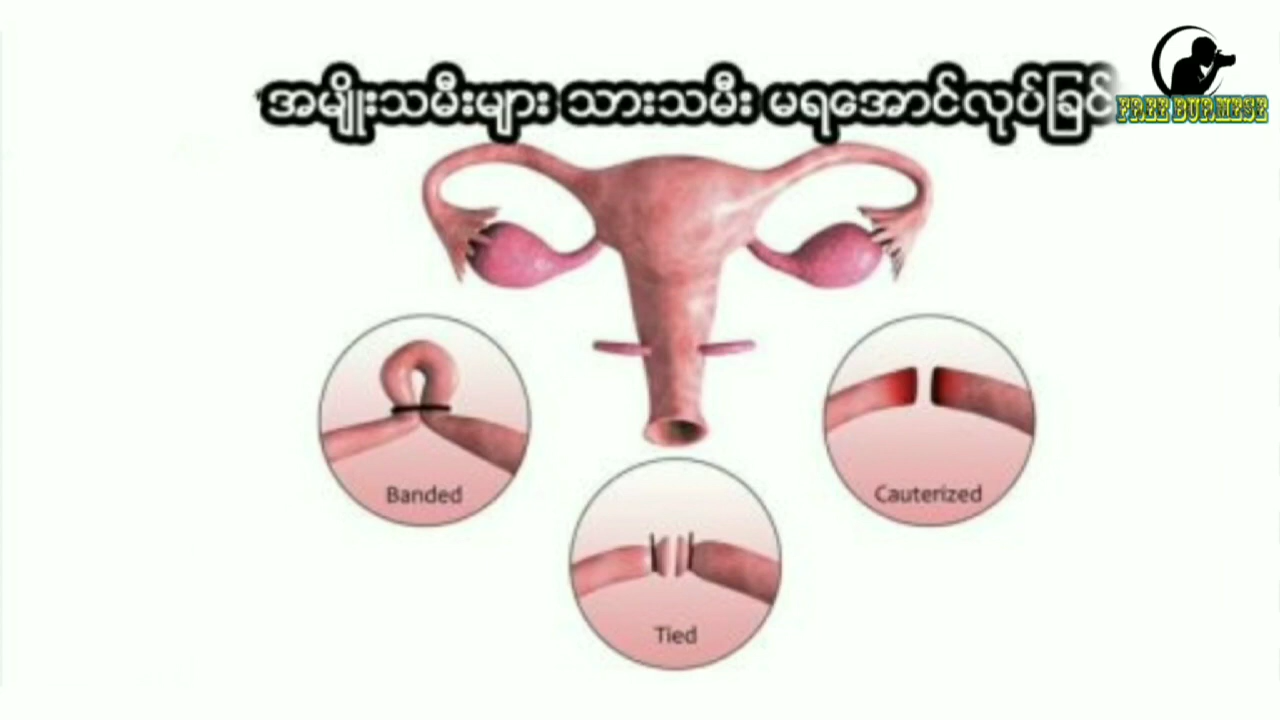 အမျိုးသမီးများ သားသမီး မရအောင်လုပ်ခြင်
FREE BURMESE
Banded
Cauterized
Tied